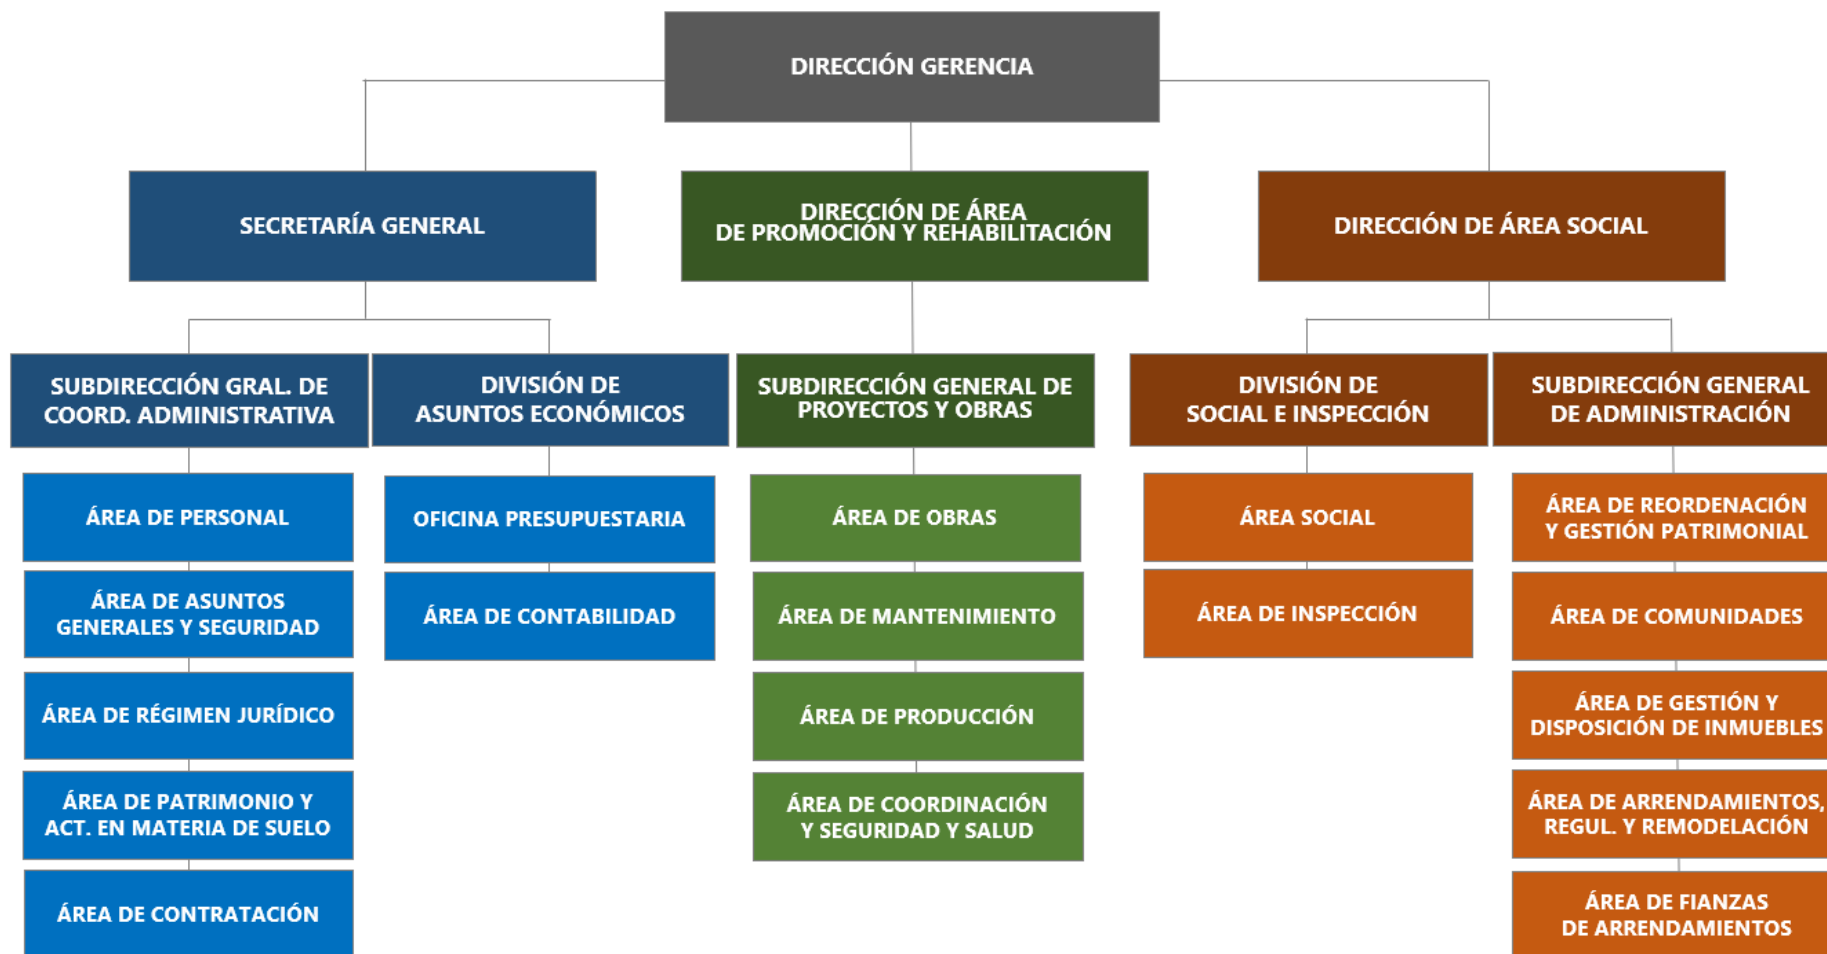 DIRECCIÓN GERENCIA
SECRETARÍA GENERAL
DIRECCIÓN DE ÁREA
DE PROMOCIÓN Y REHABILITACIÓN
DIRECCIÓN DE ÁREA SOCIAL
SUBDIRECCIÓN GRAL. DE
COORD. ADMINISTRATIVA
DIVISIÓN DE
ASUNTOS ECONÓMICOS
SUBDIRECCIÓN GENERAL DE
PROYECTOS Y OBRAS
DIVISIÓN DE
SOCIAL E INSPECCIÓN
SUBDIRECCIÓN GENERAL
DE ADMINISTRACIÓN
ÁREA DE PERSONAL
ÁREA DE ASUNTOS
GENERALES Y SEGURIDAD
ÁREA DE RÉGIMEN JURÍDICO
ÁREA DE PATRIMONIO Y
ACT. EN MATERIA DE SUELO
ÁREA DE CONTRATACIÓN
OFICINA PRESUPUESTARIA
ÁREA DE CONTABILIDAD
ÁREA DE OBRAS
ÁREA DE MANTENIMIENTO
ÁREA DE PRODUCCIÓN
ÁREA DE COORDINACIÓN
Y SEGURIDAD Y SALUD
ÁREA SOCIAL
ÁREA DE INSPECCIÓN
ÁREA DE REORDENACIÓN
Y GESTIÓN PATRIMONIAL
ÁREA DE COMUNIDADES
ÁREA DE GESTIÓN Y
DISPOSICIÓN DE INMUEBLES
ÁREA DE ARRENDAMIENTOS,
REGUL. Y REMODELACIÓN
ÁREA DE FIANZAS
DE ARRENDAMIENTOS